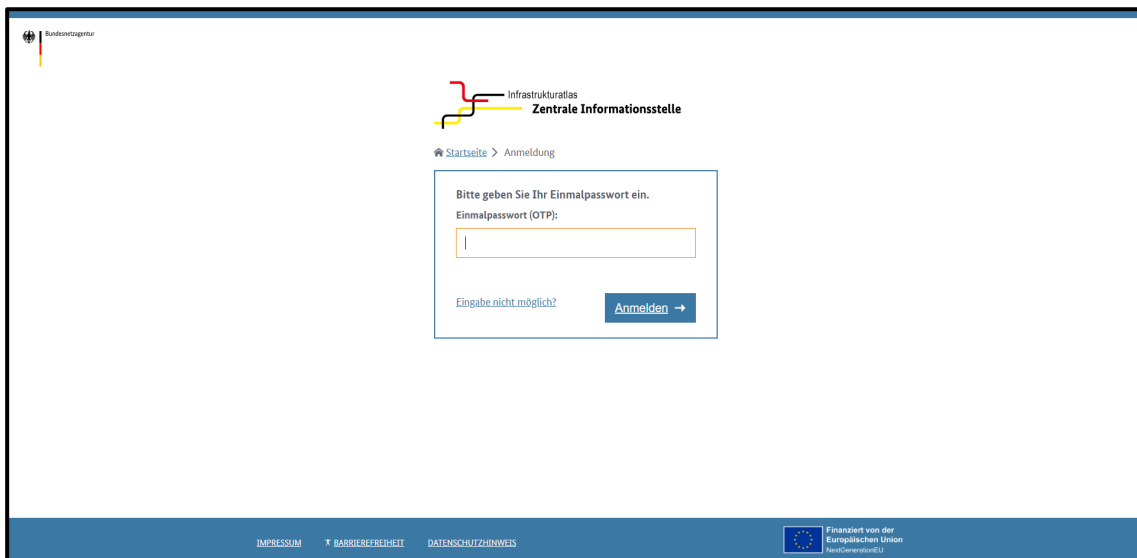 Bundesnetzagentur
Infrastrukturatlas
Zentrale Informationsstelle
Startseite > Anmeldung
Bitte geben Sie Ihr Einmalpasswort ein.
Einmalpasswort (OTP):
Eingabe nicht möglich?
Anmelden →
IMPRESSUM BARRIEREFREIHEIT DATENSCHUTZHINWEIS
Finanziert von der
Europäischen Union
NextGenerationEU